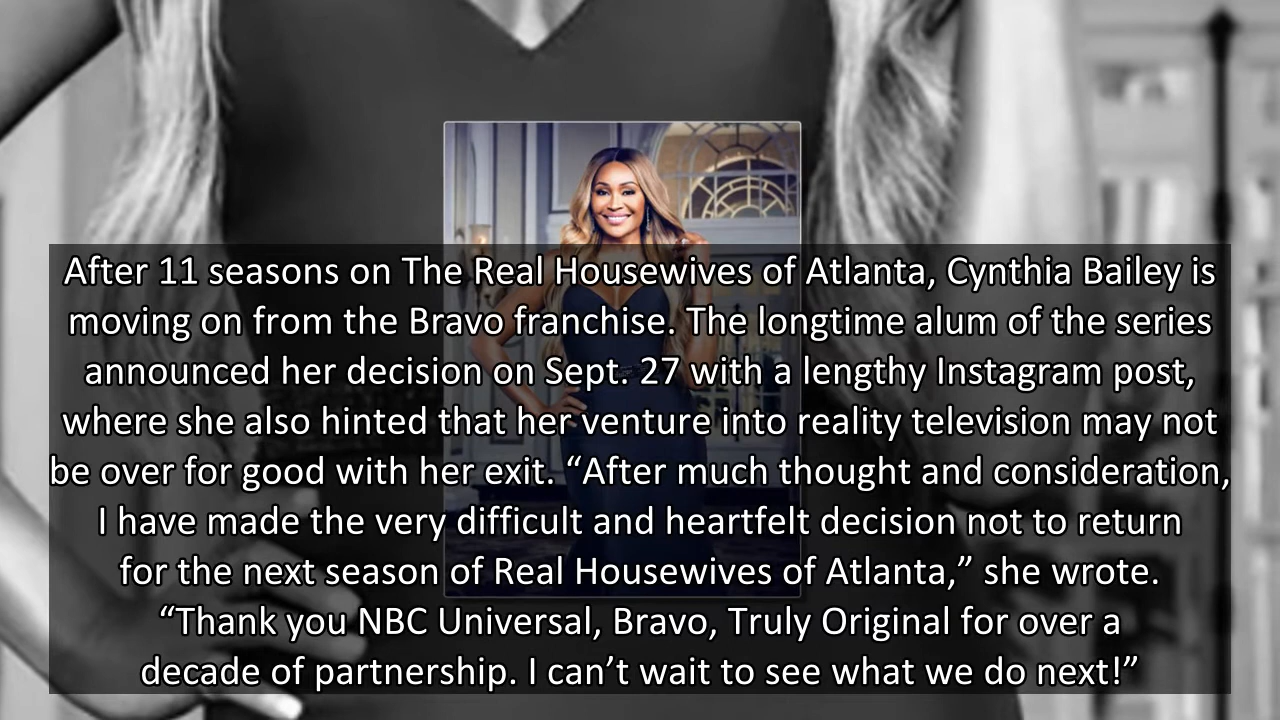 After 11 seasons on The Real Housewives of Atlanta, Cynthia Bailey is
moving on from the Bravo franchise. The longtime alum of the series
announced her decision on Sept. 27 with a lengthy Instagram post,
where she also hinted that her venture into reality television may not
be over for good with her exit. “After much thought and consideration,
I have made the very difficult and heartfelt decision not to return
for the next season of Real Housewives of Atlanta,” she wrote.
“Thank you NBC Universal, Bravo, Truly Original for over a
decade of partnership. I can’t wait to see what we do next!”